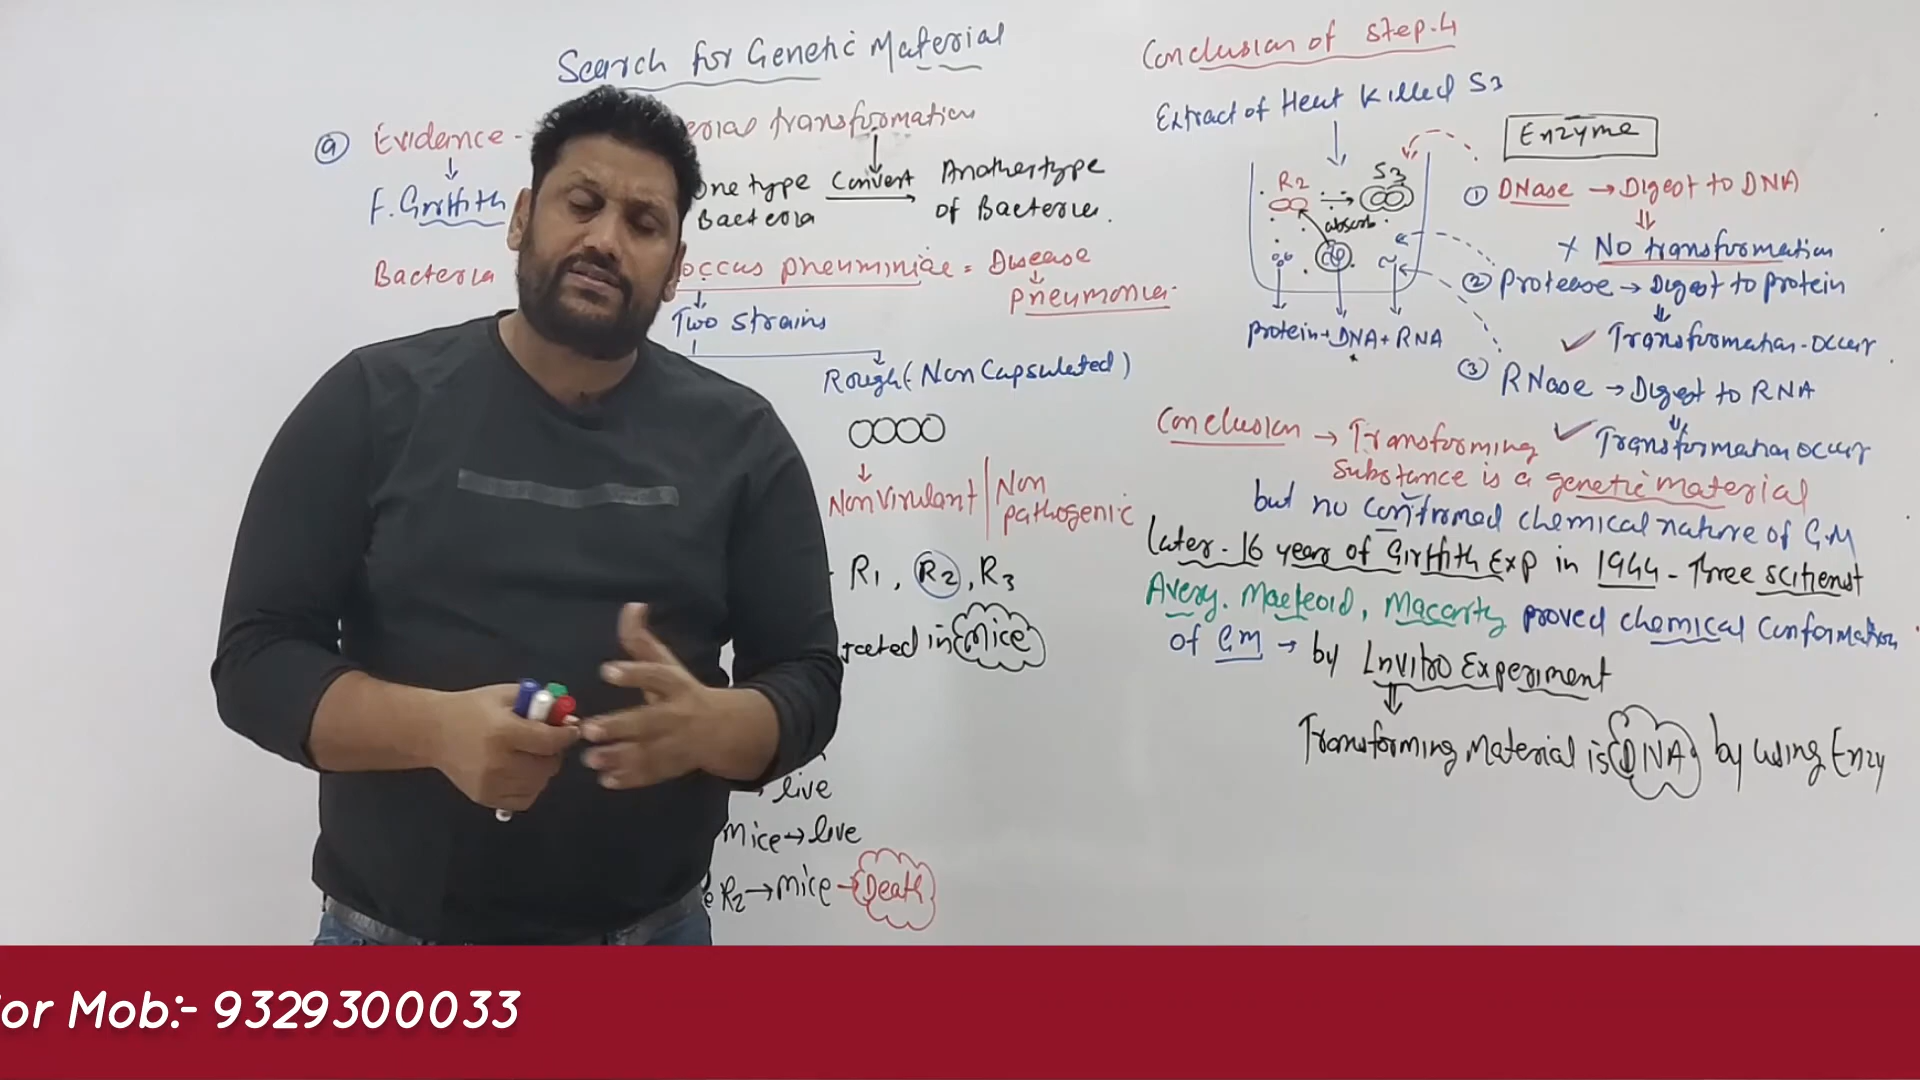 Search for Genetic Material
ⓐ Evidence - erial transformation
F. Griffith
one type Convert Another type
Bacteria of Bacteria.
Bacteria occus pneuminiae = Disease
pneumonia.
Two strains
Rough (Non Capsulated)
Non Virulant | Non pathogenic
R1, R2, R3
jected in Mice
live
Mice → live
R2 → Mice - Death
Conclusion of Step-4
Extract of Heat Killed S3
R2 → S3
absorb
Protein + DNA + RNA
Enzyme
① DNase → Digest to DNA
x No transformation
② Protease → Digest to protein
✓ Transformation-occur
③ RNase → Digest to RNA
✓ Transformation occur
Conclusion → Transforming
Substance is a genetic material
but no confirmed chemical nature of G.M
Later - 16 year of Griffith Exp in 1944 - Three scitienst
Avery. Macleoid, Macarty proved chemical Conformation
of GM → by Invitro Experiment
Transforming Material is DNA by using Enzy
or Mob:- 9329300033